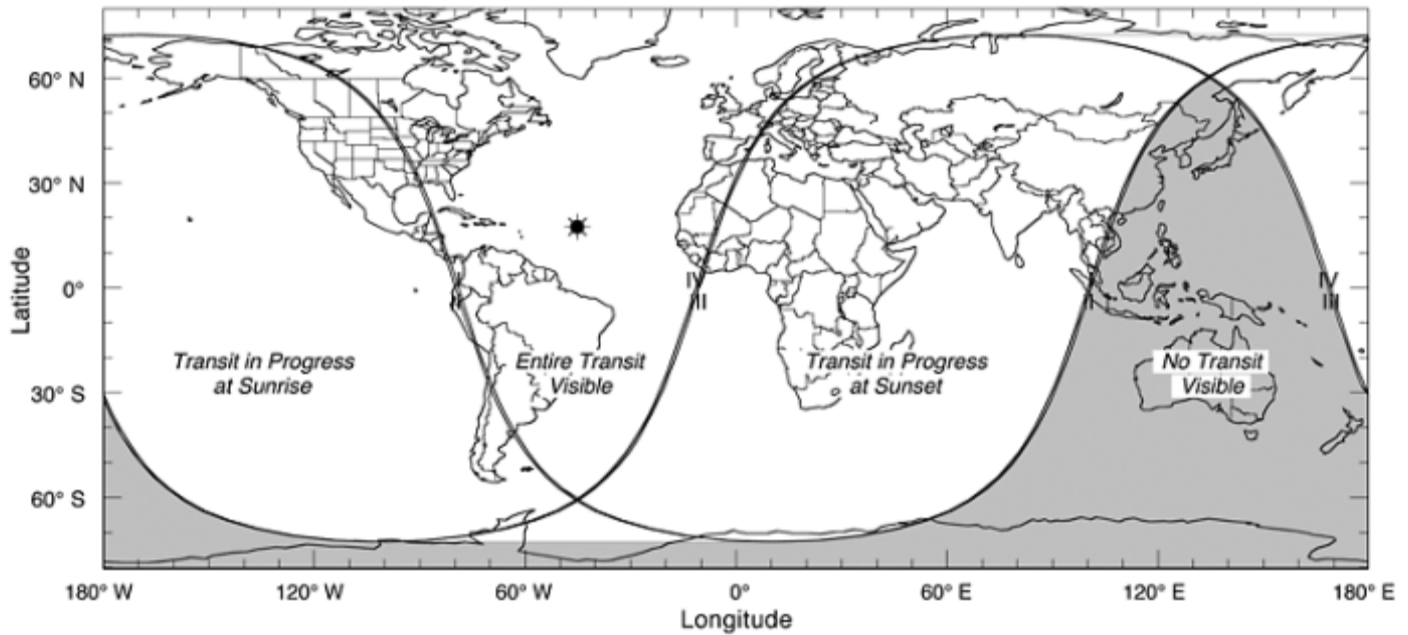 60° N
30° N
0°
30° S
60° S
Latitude
IV
III
I
II
IV
III
Transit in Progress
at Sunrise
Entire Transit
Visible
Transit in Progress
at Sunset
No Transit
Visible
180° W
120° W
60° W
0°
60° E
120° E
180° E
Longitude